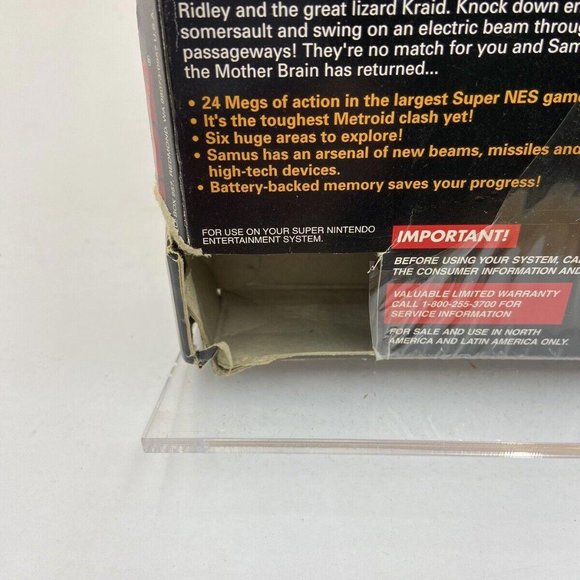 Ridley and the great lizard Kraid. Knock down en
somersault and swing on an electric beam throug
passageways! They're no match for you and Sam
the Mother Brain has returned...
• 24 Megs of action in the largest Super NES gam
• It's the toughest Metroid clash yet!
• Six huge areas to explore!
• Samus has an arsenal of new beams, missiles and
high-tech devices.
• Battery-backed memory saves your progress!
FOR USE ON YOUR SUPER NINTENDO
ENTERTAINMENT SYSTEM.
IMPORTANT!
BEFORE USING YOUR SYSTEM, CA
THE CONSUMER INFORMATION AND
VALUABLE LIMITED WARRANTY
CALL 1-800-255-3700 FOR
SERVICE INFORMATION
FOR SALE AND USE IN NORTH
AMERICA AND LATIN AMERICA ONLY.